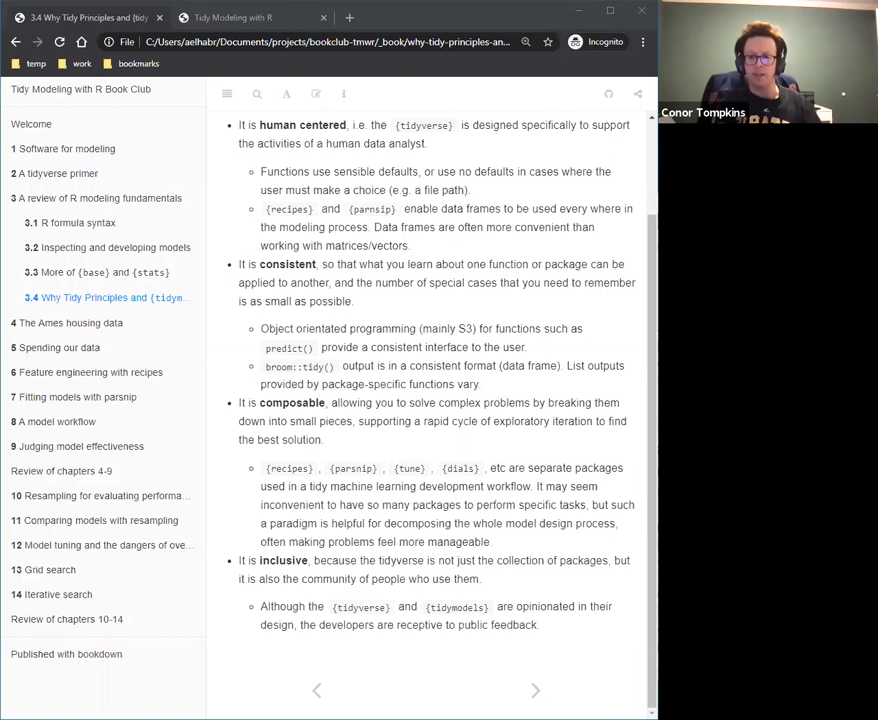 3.4 Why Tidy Principles and {tidy
Tidy Modeling with R
File C:/Users/aelhabr/Documents/projects/bookclub-tmwr/_book/why-tidy-principles-an... Incognito
temp work bookmarks
Tidy Modeling with R Book Club
Welcome
1 Software for modeling
2 A tidyverse primer
3 A review of R modeling fundamentals
3.1 R formula syntax
3.2 Inspecting and developing models
3.3 More of {base} and {stats}
3.4 Why Tidy Principles and {tidym...
4 The Ames housing data
5 Spending our data
6 Feature engineering with recipes
7 Fitting models with parsnip
8 A model workflow
9 Judging model effectiveness
Review of chapters 4-9
10 Resampling for evaluating performa...
11 Comparing models with resampling
12 Model tuning and the dangers of ove...
13 Grid search
14 Iterative search
Review of chapters 10-14
Published with bookdown
• It is human centered, i.e. the {tidyverse} is designed specifically to support
the activities of a human data analyst.
◦ Functions use sensible defaults, or use no defaults in cases where the
user must make a choice (e.g. a file path).
◦ {recipes} and {parnsip} enable data frames to be used every where in
the modeling process. Data frames are often more convenient than
working with matrices/vectors.
• It is consistent, so that what you learn about one function or package can be
applied to another, and the number of special cases that you need to remember
is as small as possible.
◦ Object orientated programming (mainly S3) for functions such as
predict() provide a consistent interface to the user.
◦ broom::tidy() output is in a consistent format (data frame). List outputs
provided by package-specific functions vary.
• It is composable, allowing you to solve complex problems by breaking them
down into small pieces, supporting a rapid cycle of exploratory iteration to find
the best solution.
◦ {recipes}, {parsnip}, {tune}, {dials}, etc are separate packages
used in a tidy machine learning development workflow. It may seem
inconvenient to have so many packages to perform specific tasks, but such
a paradigm is helpful for decomposing the whole model design process,
often making problems feel more manageable.
• It is inclusive, because the tidyverse is not just the collection of packages, but
it is also the community of people who use them.
◦ Although the {tidyverse} and {tidymodels} are opinionated in their
design, the developers are receptive to public feedback.
Conor Tompkins